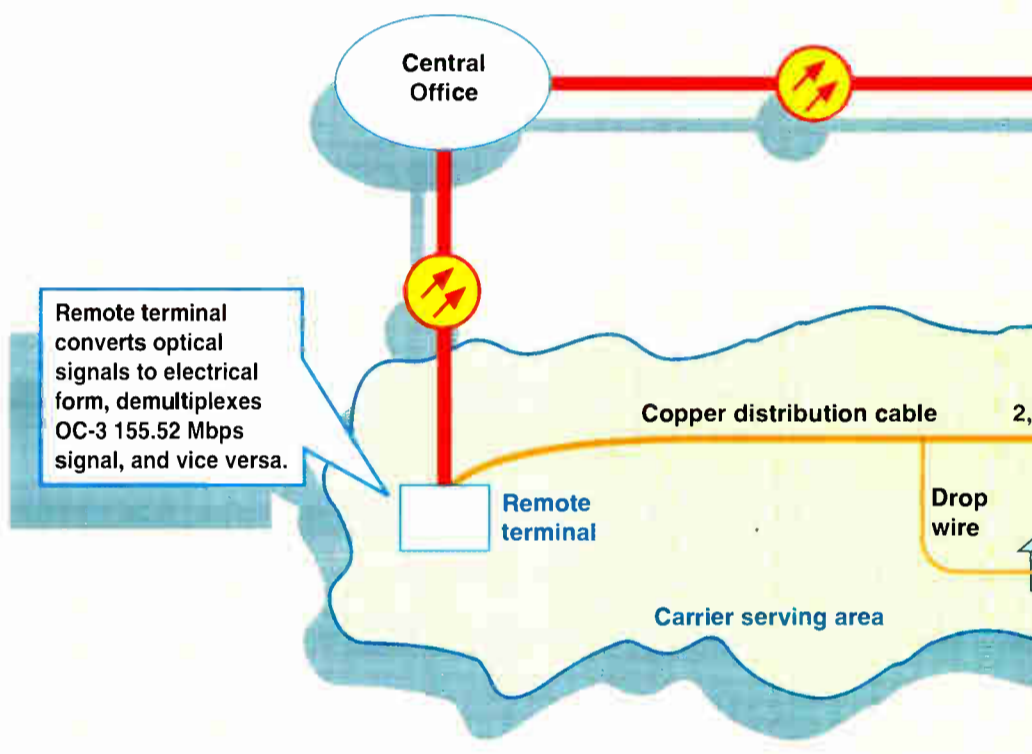 Central
Office
Remote terminal
converts optical
signals to electrical
form, demultiplexes
OC-3 155.52 Mbps
signal, and vice versa.
Copper distribution cable
2,
Remote
terminal
Drop
wire
Carrier serving area